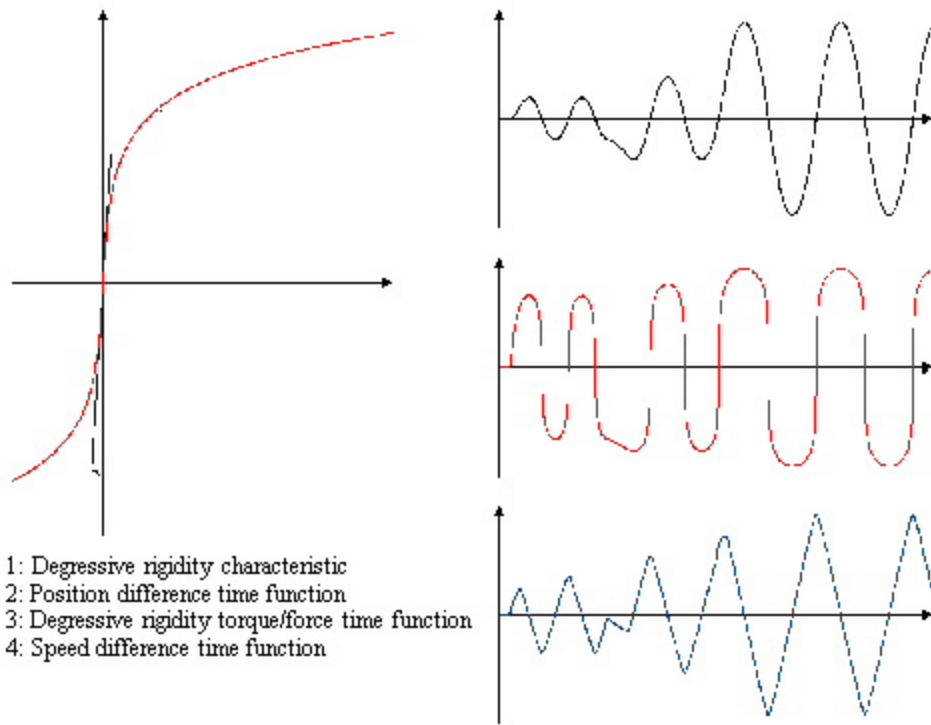 1: Degressive rigidity characteristic
2: Position difference time function
3: Degressive rigidity torque/force time function
4: Speed difference time function